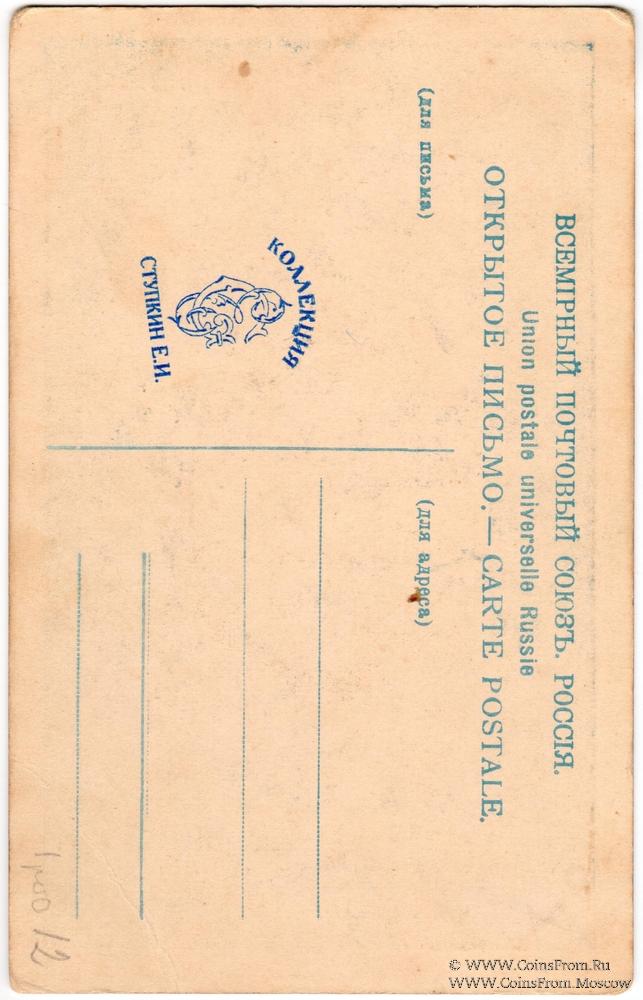 ВСЕМІРНЫЙ ПОЧТОВЫЙ СОЮЗЪ. РОССІЯ.
Union postale universelle Russie
ОТКРЫТОЕ ПИСЬМО.—CARTE POSTALE.
(для письма)
(для адреса)
КОЛЛЕКЦИЯ
СТУПКИН Е.И.
12
© WWW.CoinsFrom.Ru
WWW.CoinsFrom.Moscow